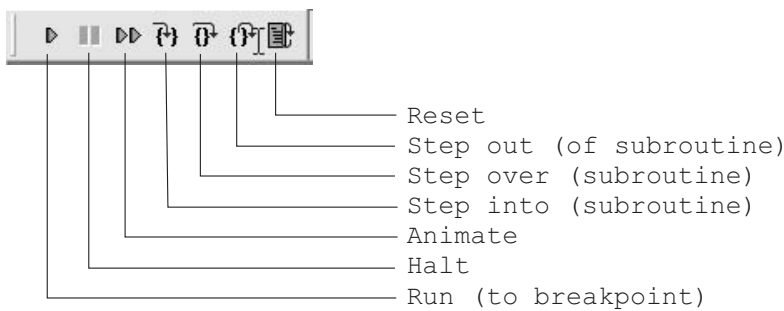 Reset
Step out (of subroutine)
Step over (subroutine)
Step into (subroutine)
Animate
Halt
Run (to breakpoint)